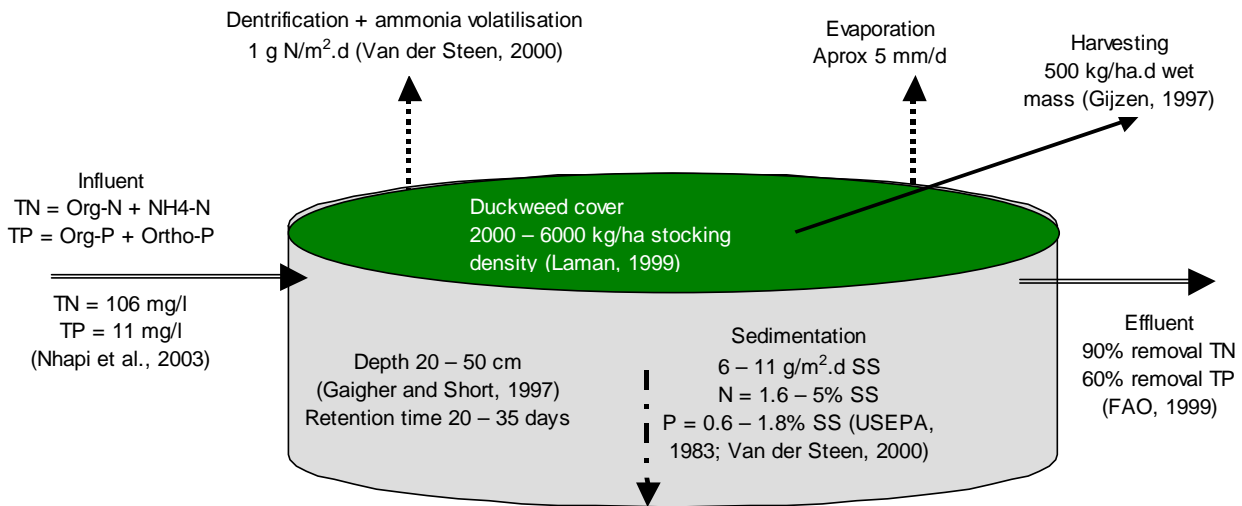 Dentrification + ammonia volatilisation
1 g N/m².d (Van der Steen, 2000)
Evaporation
Aprox 5 mm/d
Harvesting
500 kg/ha.d wet
mass (Gijzen, 1997)
Influent
TN = Org-N + NH4-N
TP = Org-P + Ortho-P
TN = 106 mg/l
TP = 11 mg/l
(Nhapi et al., 2003)
Duckweed cover
2000 – 6000 kg/ha stocking
density (Laman, 1999)
Depth 20 – 50 cm
(Gaigher and Short, 1997)
Retention time 20 – 35 days
Sedimentation
6 – 11 g/m².d SS
N = 1.6 – 5% SS
P = 0.6 – 1.8% SS (USEPA,
1983; Van der Steen, 2000)
Effluent
90% removal TN
60% removal TP
(FAO, 1999)